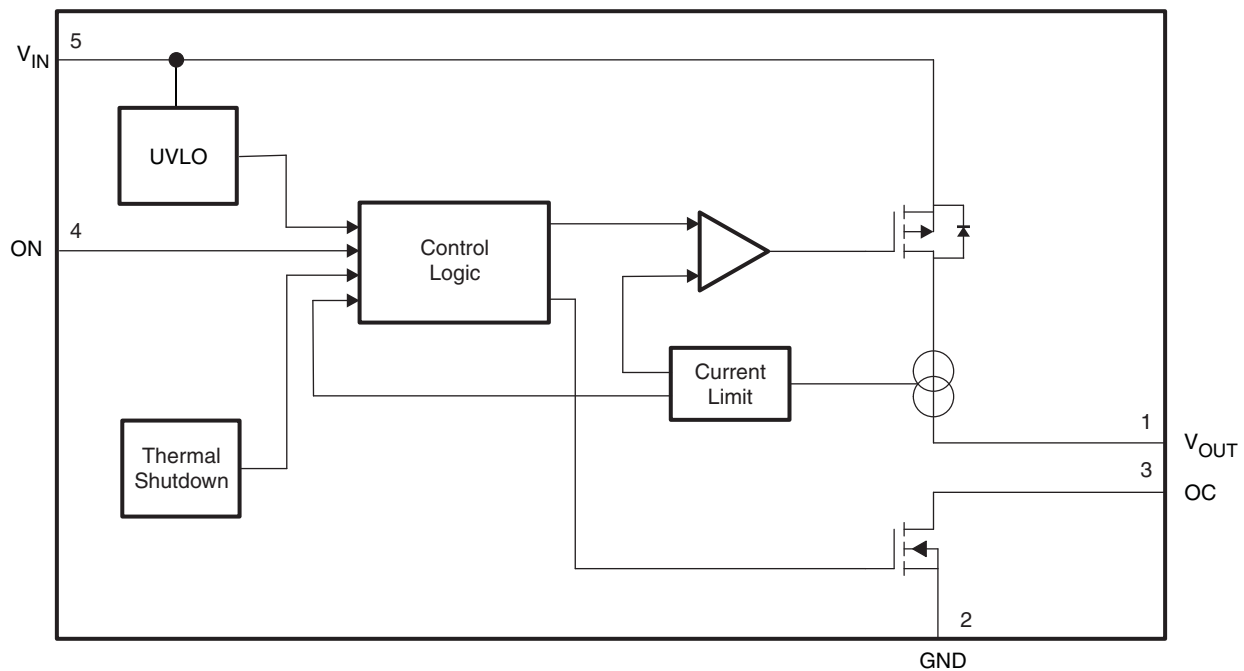 5
V_IN
UVLO
4
ON
Control
Logic
Current
Limit
1
V_OUT
3
OC
Thermal
Shutdown
2
GND